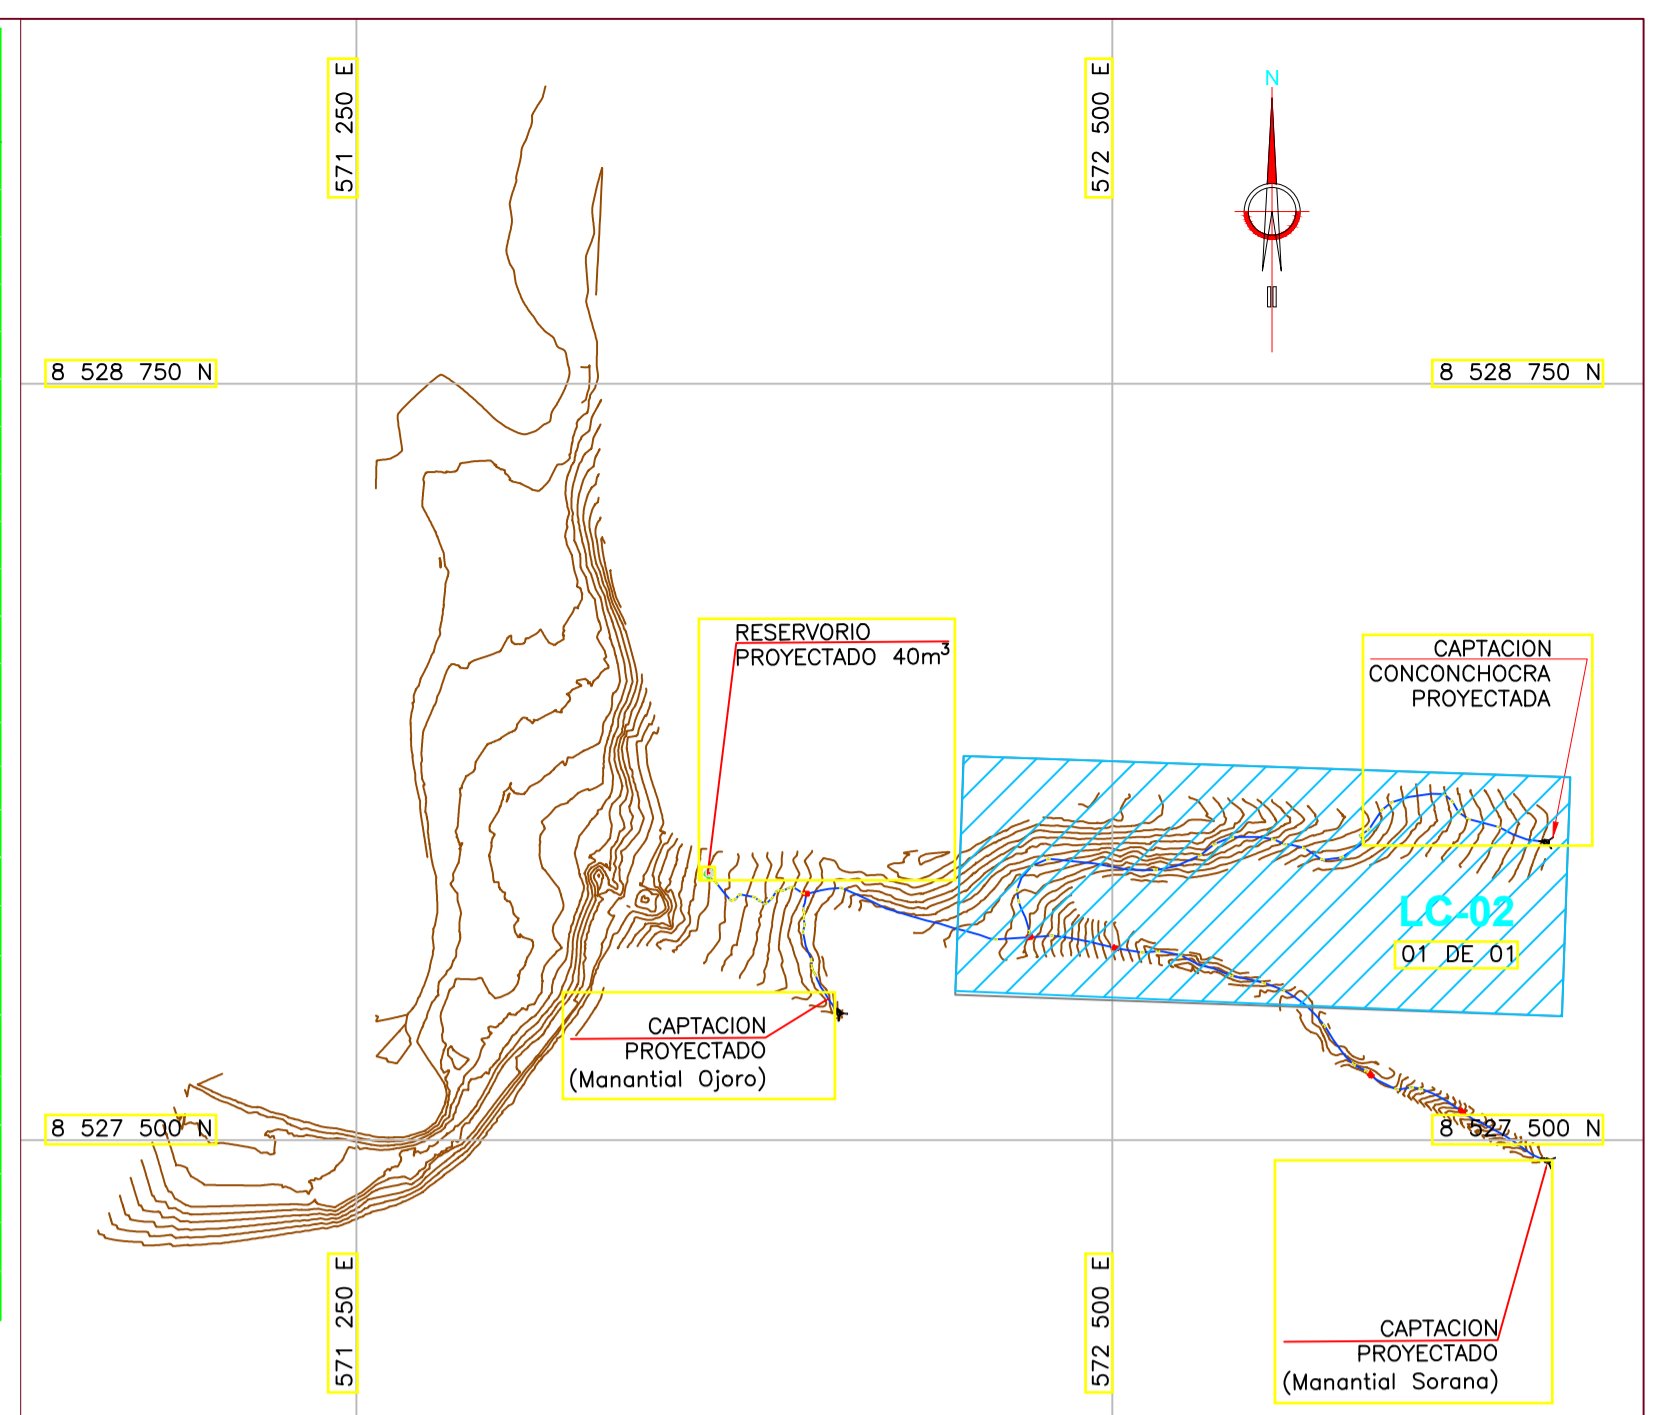 571 250 E
572 500 E
N
8 528 750 N
8 528 750 N
RESERVORIO
PROYECTADO 40m³
CAPTACION
CONCONCHOCRA
PROYECTADA
LC-02
01 DE 01
CAPTACION
PROYECTADO
(Manantial Ojoro)
8 527 500 N
8 527 500 N
571 250 E
572 500 E
CAPTACION
PROYECTADO
(Manantial Sorana)